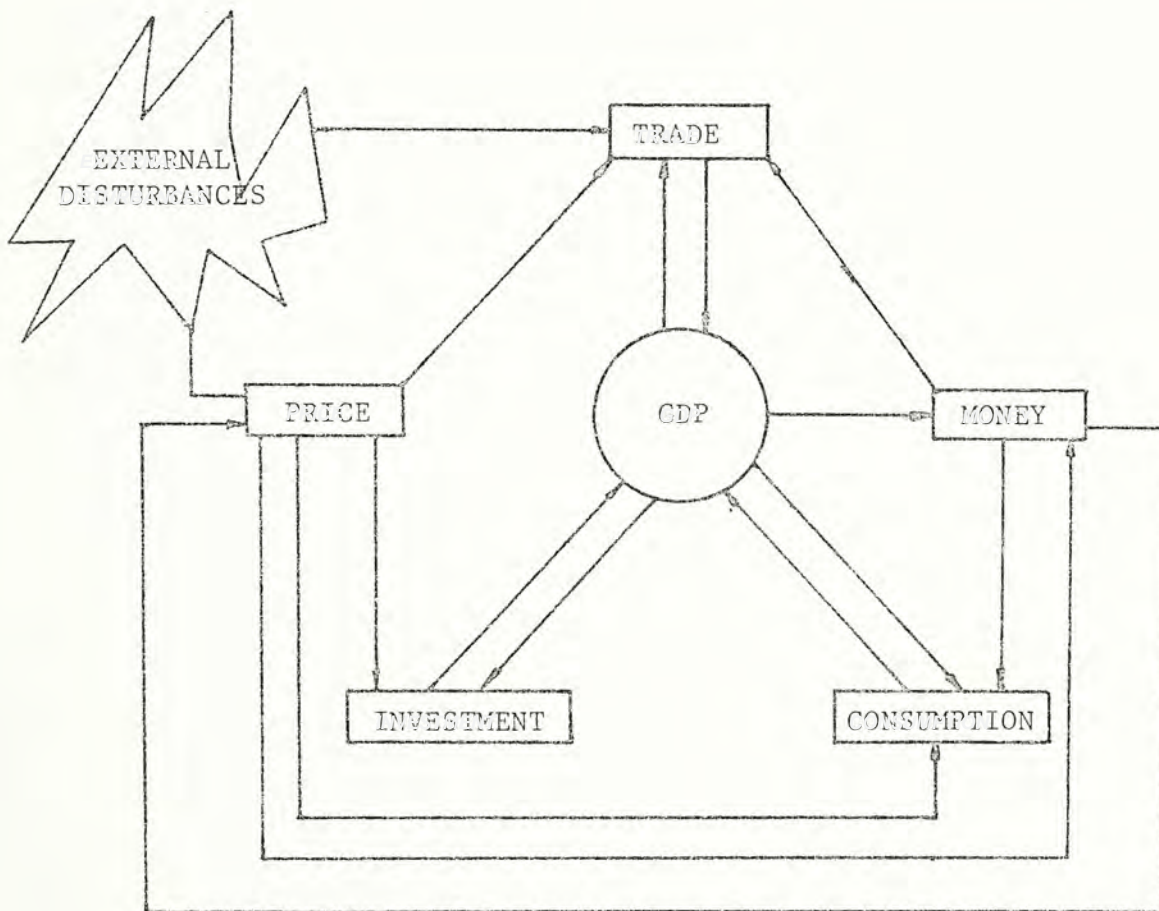 EXTERNAL
DISTURBANCES
TRADE
PRICE
GDP
MONEY
INVESTMENT
CONSUMPTION